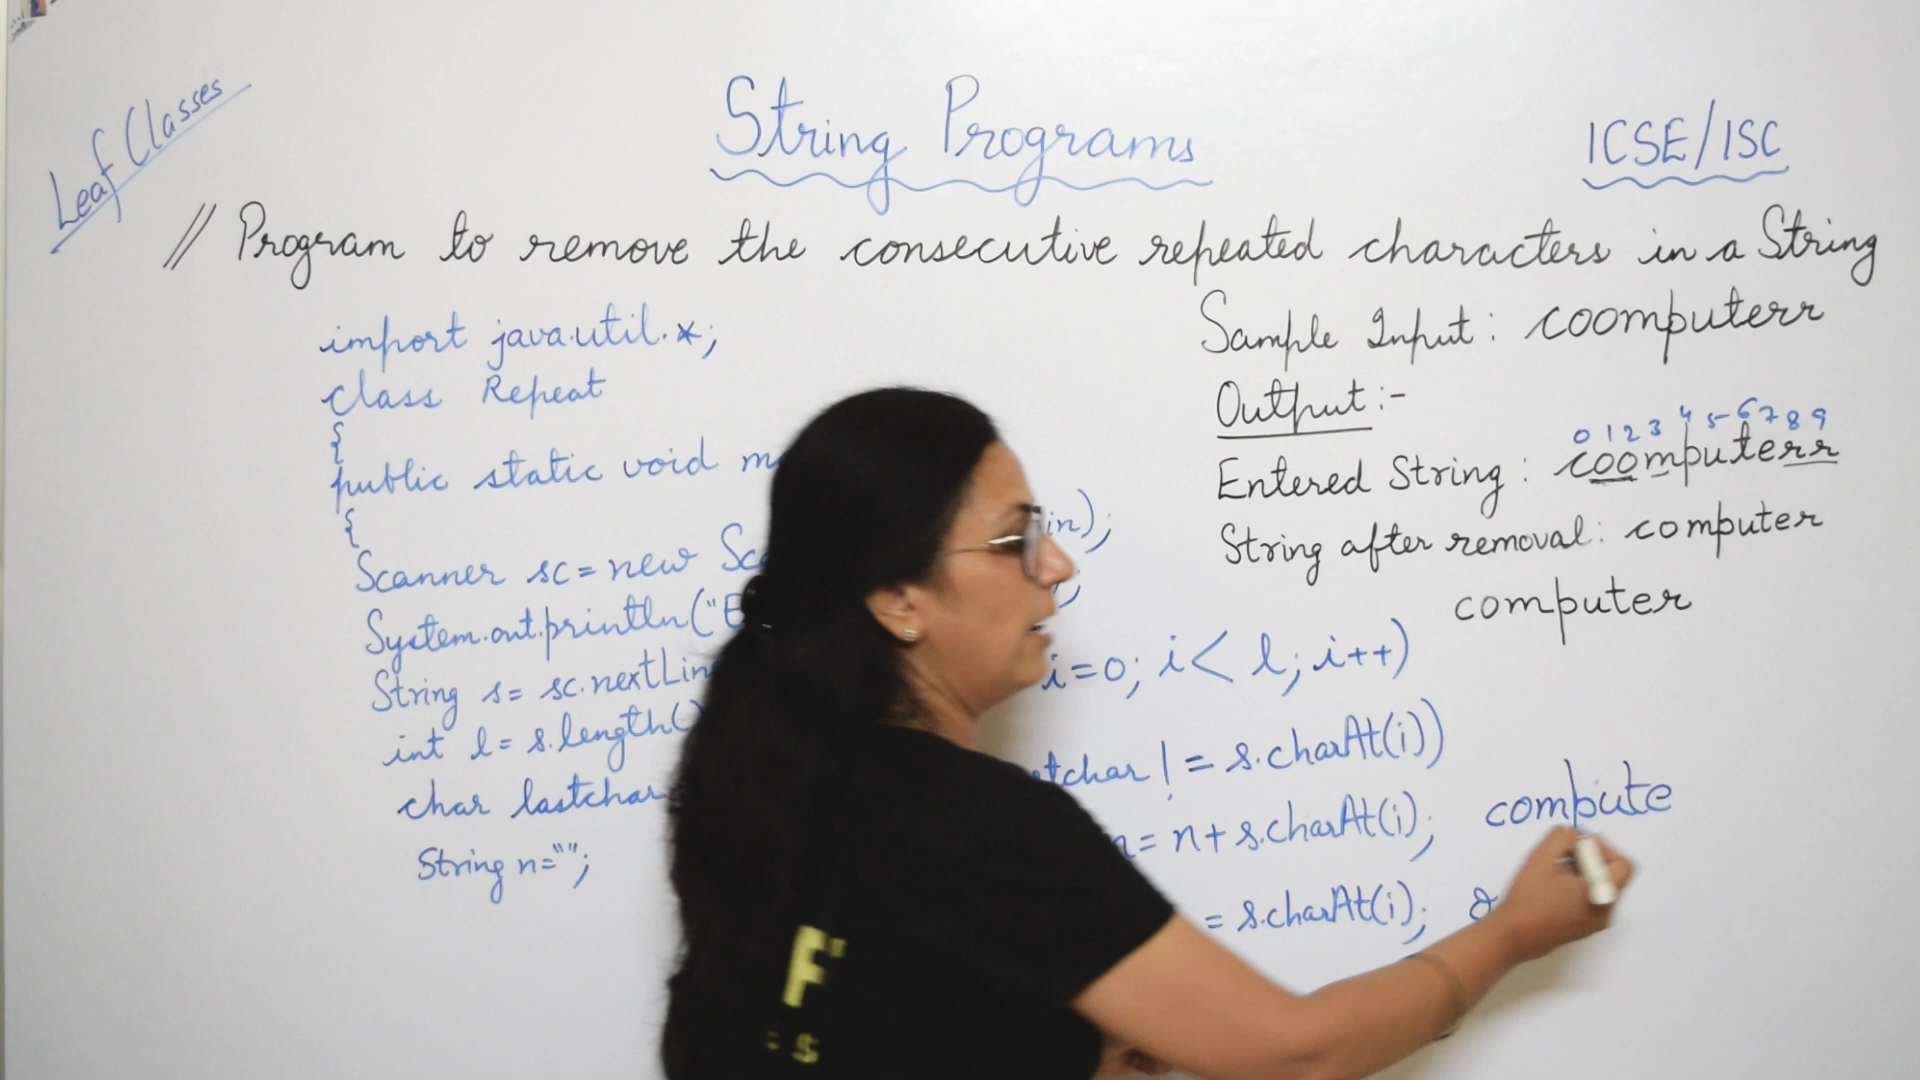 Leaf Classes
String Programs
ICSE/ISC
// Program to remove the consecutive repeated characters in a String
import java.util.*;
class Repeat
{
public static void
{
Scanner sc = new
in);
System.out.println("E
String s = sc.nextLin
int l = s.length()
char lastchar
String n="";
Sample Input : coomputerr
Output :-
0 1 2 3 4 5 6 7 8 9
Entered String : coomputerr
String after removal : computer
computer
i=0; i< l; i++)
tchar != s.charAt(i))
n = n + s.charAt(i); compute
= s.charAt(i);
F
S